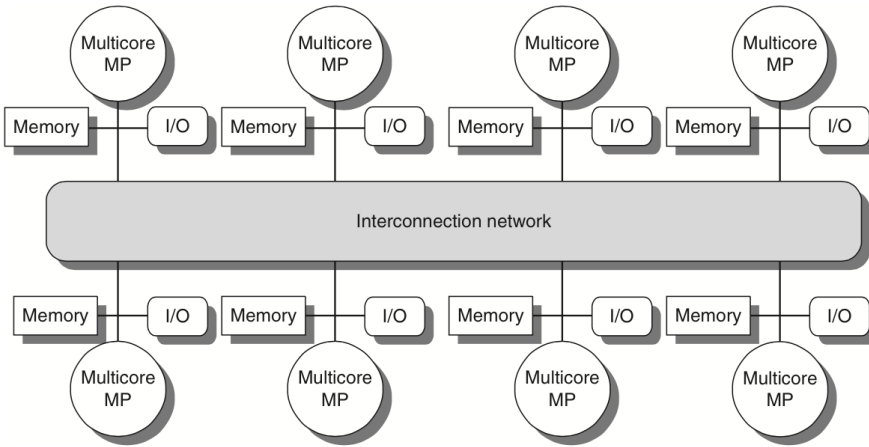 Multicore Multicore Multicore Multicore
MP MP MP MP
Memory I/O Memory I/O Memory I/O Memory I/O
Interconnection network
Memory I/O Memory I/O Memory I/O Memory I/O
Multicore Multicore Multicore Multicore
MP MP MP MP